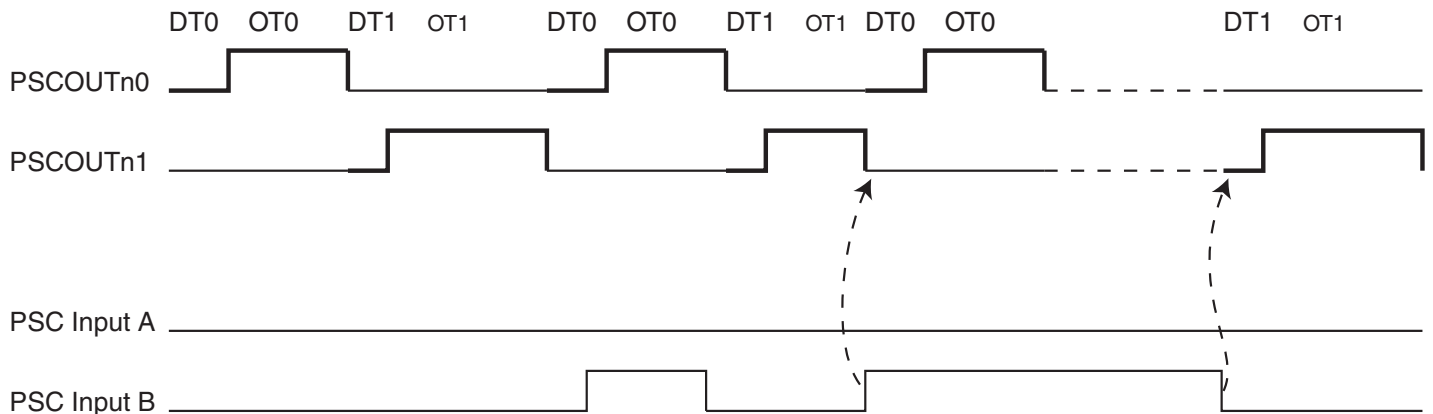 DT0 OT0 DT1 OT1 DT0 OT0 DT1 OT1 DT0 OT0 DT1 OT1
PSCOUTn0
PSCOUTn1
PSC Input A
PSC Input B